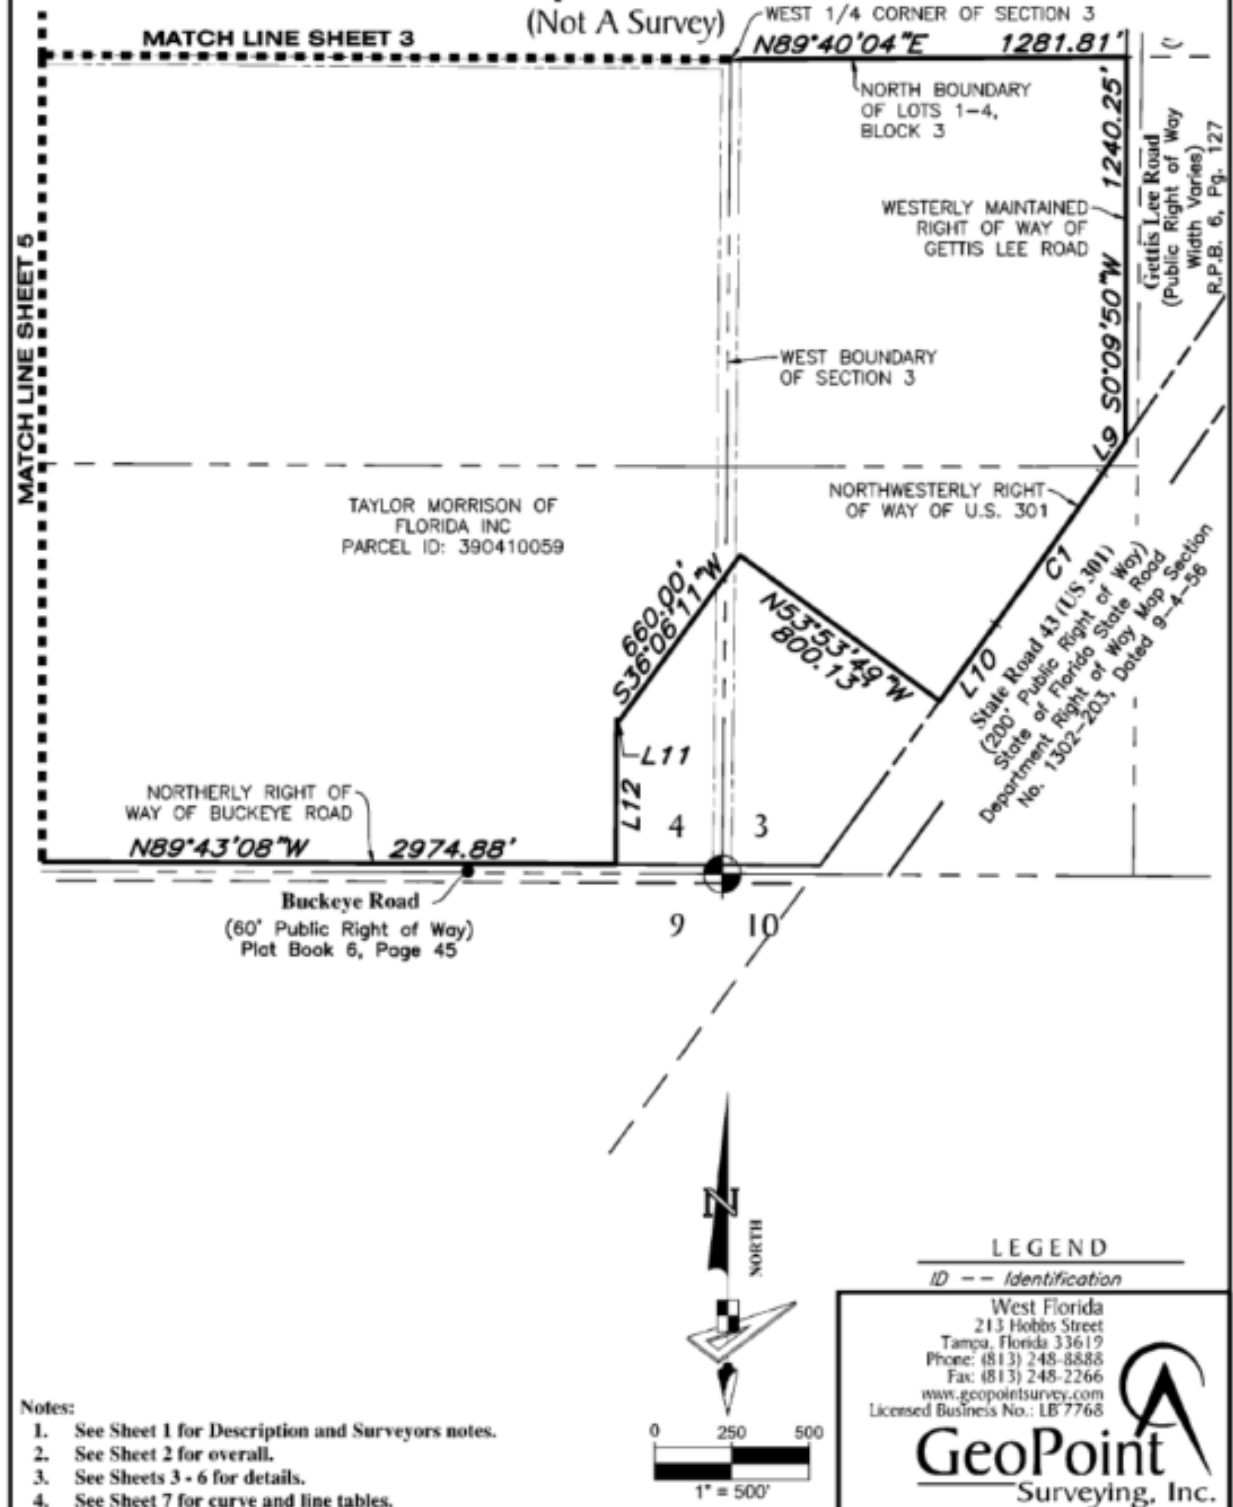 (Not A Survey)
WEST 1/4 CORNER OF SECTION 3
MATCH LINE SHEET 3
N89°40'04"E 1281.81'
NORTH BOUNDARY
OF LOTS 1-4,
BLOCK 3
1240.25'
S0°09'50"W
WESTERLY MAINTAINED
RIGHT OF WAY OF
GETTIS LEE ROAD
Gettis Lee Road
(Public Right of Way
Width Varies)
R.P.B. 6, Pg. 127
MATCH LINE SHEET 5
WEST BOUNDARY
OF SECTION 3
L9
NORTHWESTERLY RIGHT
OF WAY OF U.S. 301
TAYLOR MORRISON OF
FLORIDA INC
PARCEL ID: 390410059
C1
660.00'
S36°06'11"W
N53°53'49"W
800.13'
L10
State Road 43 (US 301)
(200' Public Right of Way)
State of Florida State Road
Department Right of Way Map Section
No. 1302-203, Dated 9-4-56
L11
L12
NORTHERLY RIGHT OF
WAY OF BUCKEYE ROAD
4 3
N89°43'08"W 2974.88'
Buckeye Road
(60' Public Right of Way)
Plat Book 6, Page 45
9 10
N
NORTH
LEGEND
ID -- Identification
West Florida
213 Hobbs Street
Tampa, Florida 33619
Phone: (813) 248-8888
Fax: (813) 248-2266
www.geopointsurvey.com
Licensed Business No.: LB 7768
GeoPoint
Surveying, Inc.
0 250 500
1" = 500'
Notes:
1. See Sheet 1 for Description and Surveyors notes.
2. See Sheet 2 for overall.
3. See Sheets 3 - 6 for details.
4. See Sheet 7 for curve and line tables.